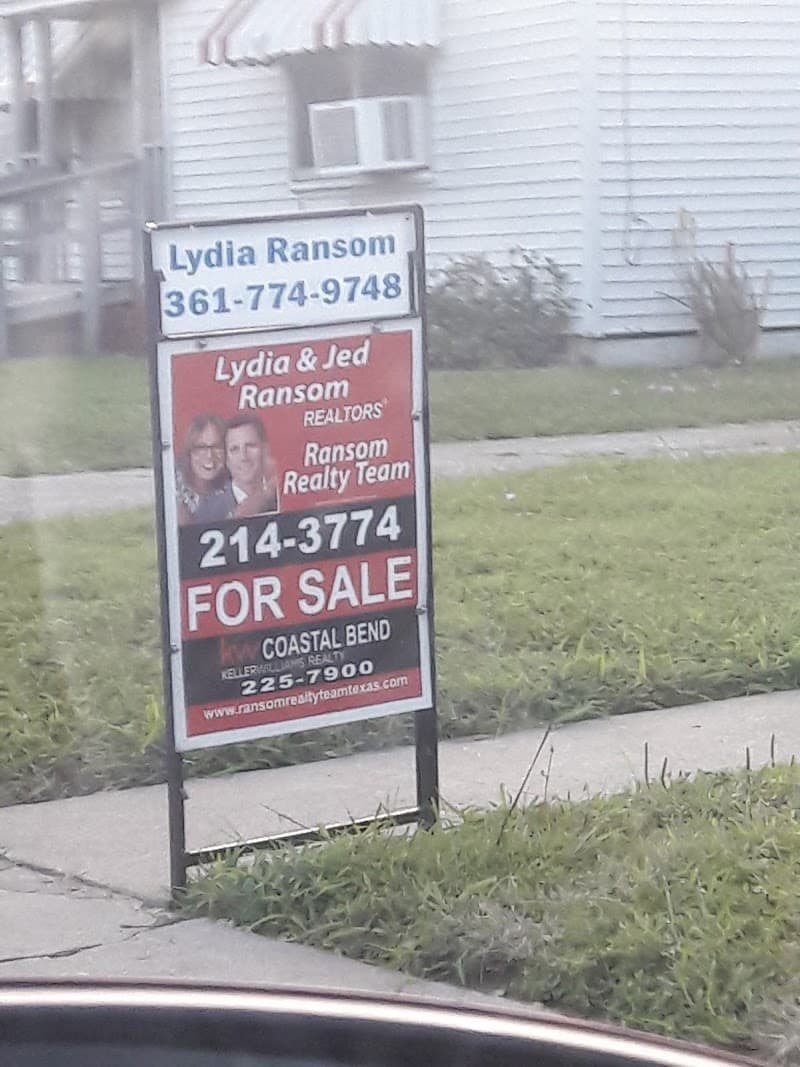 Lydia Ransom
361-774-9748
Lydia & Jed
Ransom
REALTORS®
Ransom
Realty Team
214-3774
FOR SALE
kw COASTAL BEND
KELLERWILLIAMS REALTY
225-7900
www.ransomrealtyteamtexas.com